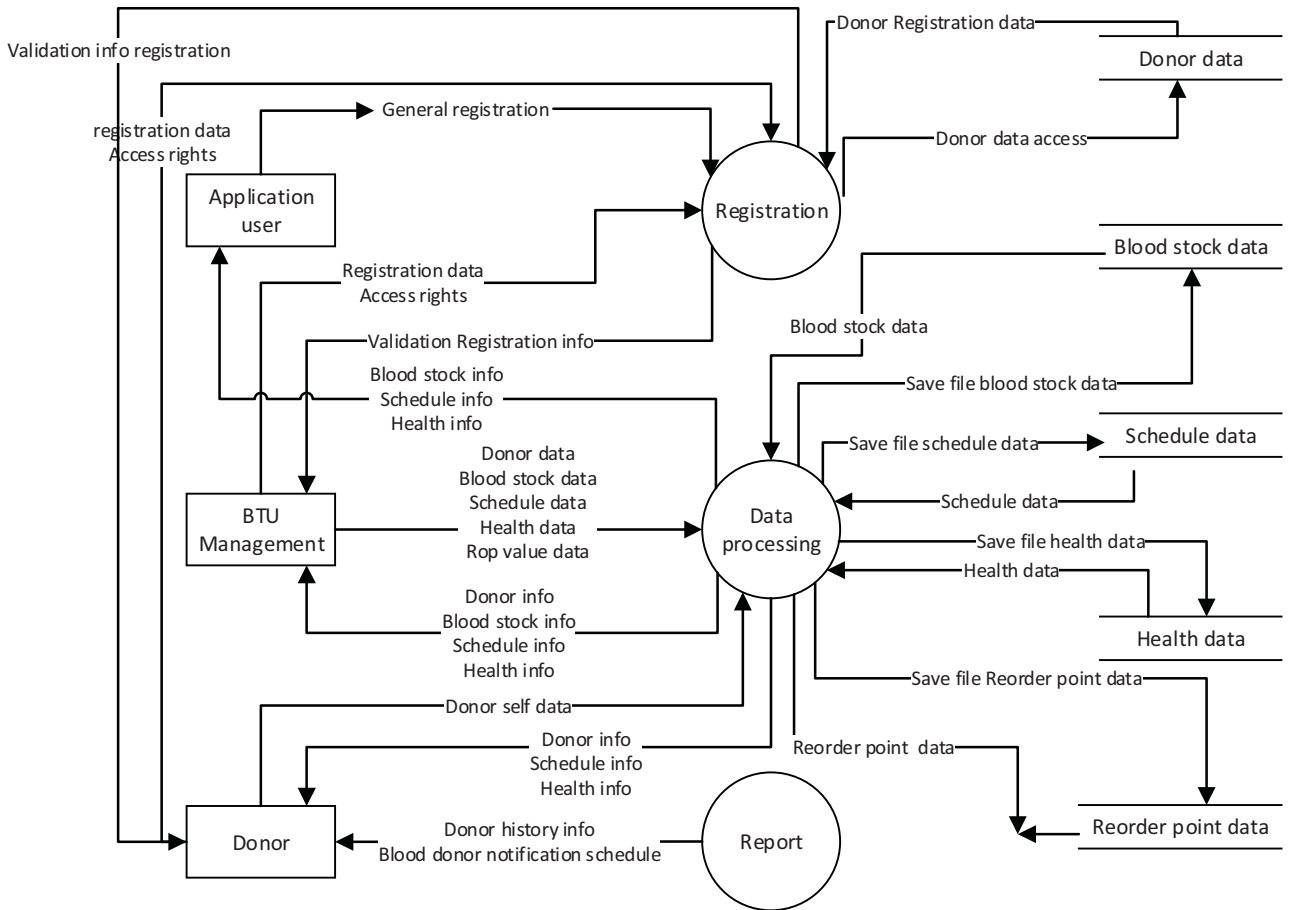 Donor Registration data
Validation info registration
Donor data
General registration
registration data
Access rights
Donor data access
Application
user
Registration
Blood stock data
Registration data
Access rights
Blood stock data
Validation Registration info
Blood stock info
Schedule info
Health info
Save file blood stock data
Schedule data
Save file schedule data
Donor data
Blood stock data
Schedule data
Health data
Rop value data
Schedule data
BTU
Management
Data
processing
Save file health data
Health data
Donor info
Blood stock info
Schedule info
Health info
Health data
Save file Reorder point data
Donor self data
Donor info
Schedule info
Health info
Reorder point  data
Donor history info
Blood donor notification schedule
Donor
Report
Reorder point data